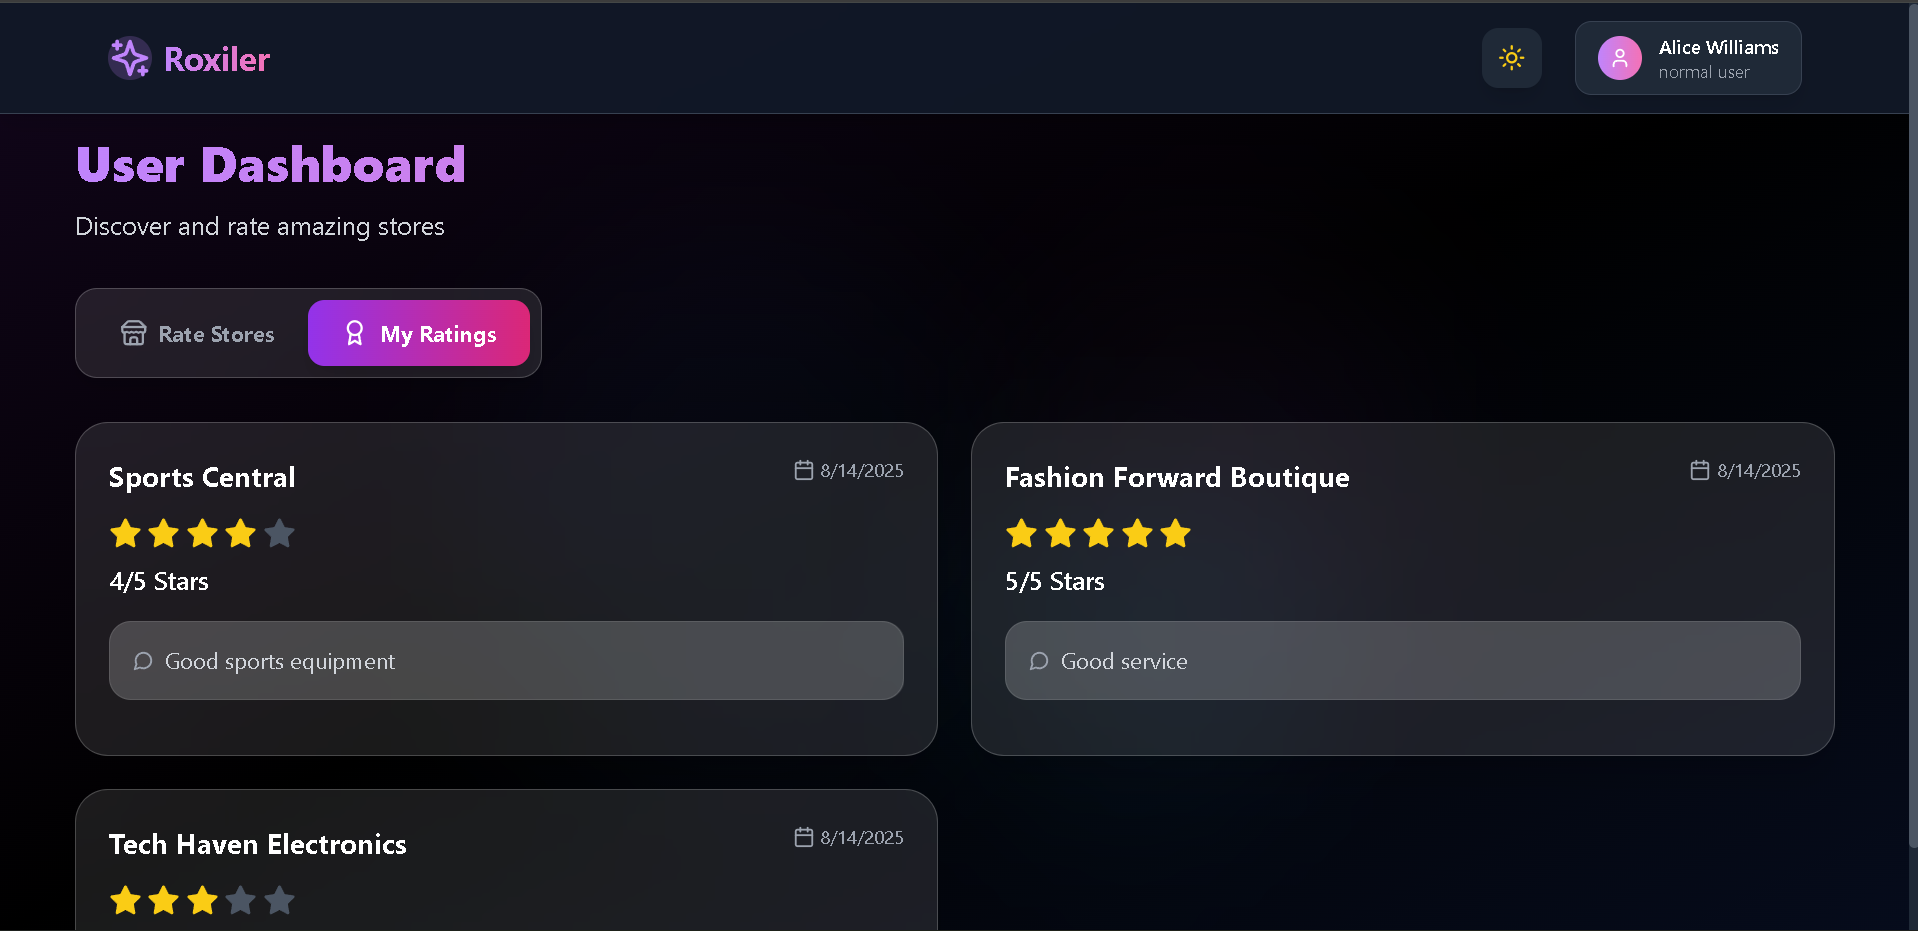 Roxiler
Alice Williams
normal user
User Dashboard
Discover and rate amazing stores
Rate Stores
My Ratings
Sports Central
8/14/2025
4/5 Stars
Good sports equipment
Fashion Forward Boutique
8/14/2025
5/5 Stars
Good service
Tech Haven Electronics
8/14/2025